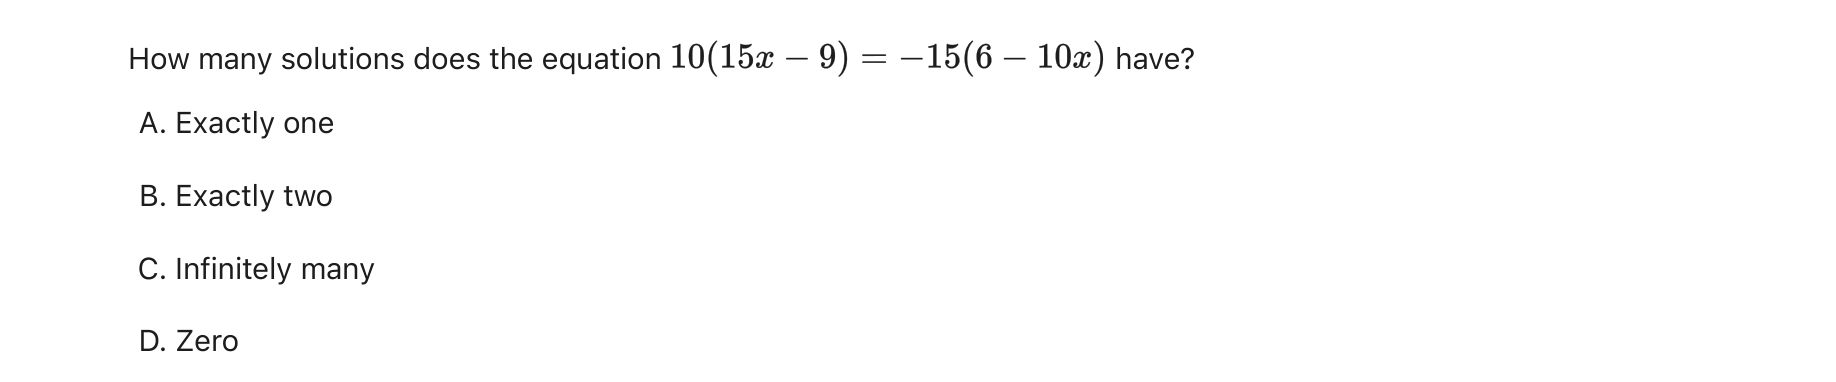 How many solutions does the equation 10(15x − 9) = −15(6 − 10x) have?
A. Exactly one
B. Exactly two
C. Infinitely many
D. Zero